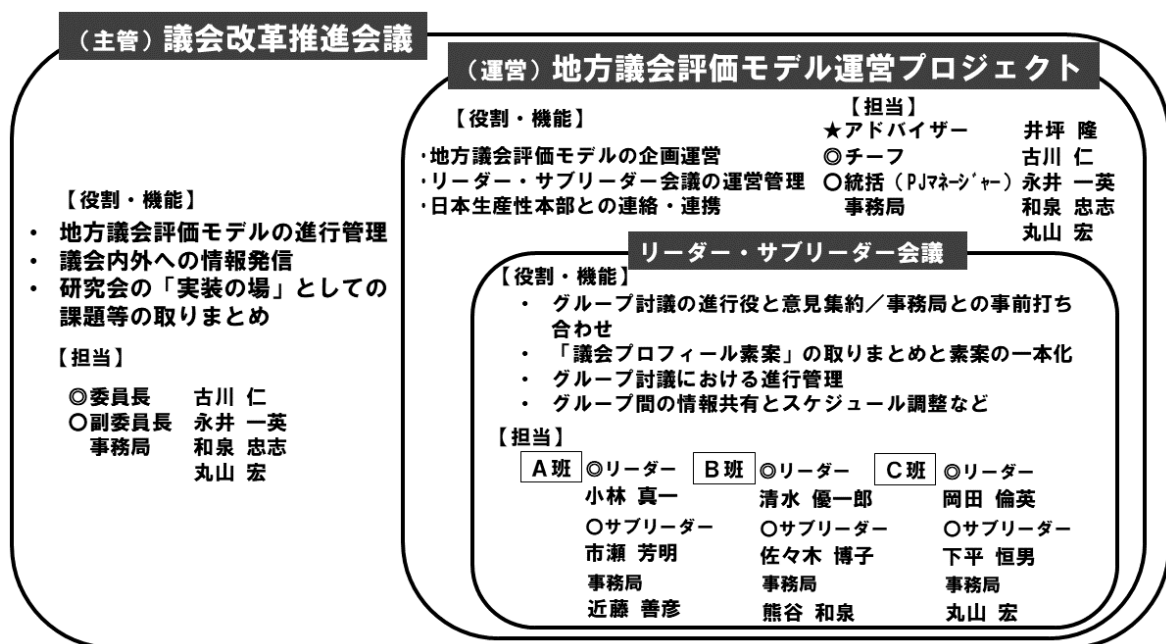 （主管）議会改革推進会議
【役割・機能】
・ 地方議会評価モデルの進行管理
・ 議会内外への情報発信
・ 研究会の「実装の場」としての
課題等の取りまとめ
【担当】
◎委員長 古川 仁
〇副委員長 永井 一英
事務局 和泉 忠志
丸山 宏
（運営）地方議会評価モデル運営プロジェクト
【役割・機能】
・地方議会評価モデルの企画運営
・リーダー・サブリーダー会議の運営管理
・日本生産性本部との連絡・連携
【担当】
★アドバイザー 井坪 隆
◎チーフ 古川 仁
〇統括（PJﾏﾈｰｼﾞｬｰ） 永井 一英
事務局 和泉 忠志
丸山 宏
リーダー・サブリーダー会議
【役割・機能】
・ グループ討議の進行役と意見集約／事務局との事前打ち
合わせ
・ 「議会プロフィール素案」の取りまとめと素案の一本化
・ グループ討議における進行管理
・ グループ間の情報共有とスケジュール調整など
【担当】
A班 ◎リーダー
小林 真一
〇サブリーダー
市瀬 芳明
事務局
近藤 善彦
B班 ◎リーダー
清水 優一郎
〇サブリーダー
佐々木 博子
事務局
熊谷 和泉
C班 ◎リーダー
岡田 倫英
〇サブリーダー
下平 恒男
事務局
丸山 宏